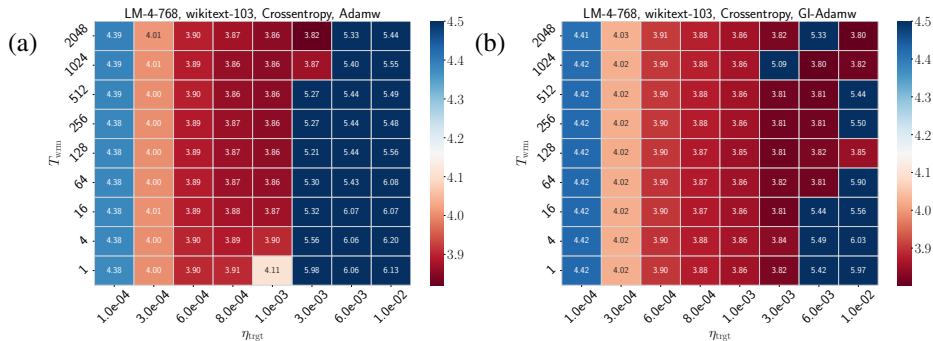 (a)
LM-4-768, wikitext-103, Crossentropy, Adamw
T_wrm
2048 4.39 4.01 3.90 3.87 3.86 3.82 5.33 5.44
1024 4.39 4.01 3.89 3.86 3.86 3.87 5.40 5.55
512 4.39 4.00 3.90 3.86 3.86 5.27 5.44 5.49
256 4.38 4.00 3.89 3.87 3.86 5.27 5.44 5.48
128 4.38 4.00 3.89 3.87 3.86 5.21 5.44 5.56
64 4.38 4.00 3.89 3.87 3.86 5.30 5.43 6.08
16 4.38 4.01 3.89 3.88 3.87 5.32 6.07 6.07
4 4.38 4.00 3.90 3.89 3.90 5.56 6.06 6.20
1 4.38 4.00 3.90 3.91 4.11 5.98 6.06 6.13
1.0e-04 3.0e-04 6.0e-04 8.0e-04 1.0e-03 3.0e-03 6.0e-03 1.0e-02
η_trgt
4.5
4.4
4.3
4.2
4.1
4.0
3.9
(b)
LM-4-768, wikitext-103, Crossentropy, GI-Adamw
T_wrm
2048 4.41 4.03 3.91 3.88 3.86 3.82 5.33 3.80
1024 4.42 4.02 3.90 3.88 3.86 5.09 3.80 3.82
512 4.42 4.02 3.90 3.88 3.86 3.81 3.81 5.44
256 4.42 4.02 3.90 3.87 3.86 3.81 3.81 5.50
128 4.42 4.02 3.90 3.88 3.85 3.81 3.82 3.85
64 4.42 4.02 3.90 3.87 3.86 3.82 3.81 5.90
16 4.42 4.02 3.90 3.87 3.86 3.81 5.44 5.56
4 4.42 4.02 3.90 3.88 3.86 3.84 5.49 6.03
1 4.42 4.02 3.90 3.88 3.86 3.82 5.42 5.97
1.0e-04 3.0e-04 6.0e-04 8.0e-04 1.0e-03 3.0e-03 6.0e-03 1.0e-02
η_trgt
4.5
4.4
4.3
4.2
4.1
4.0
3.9